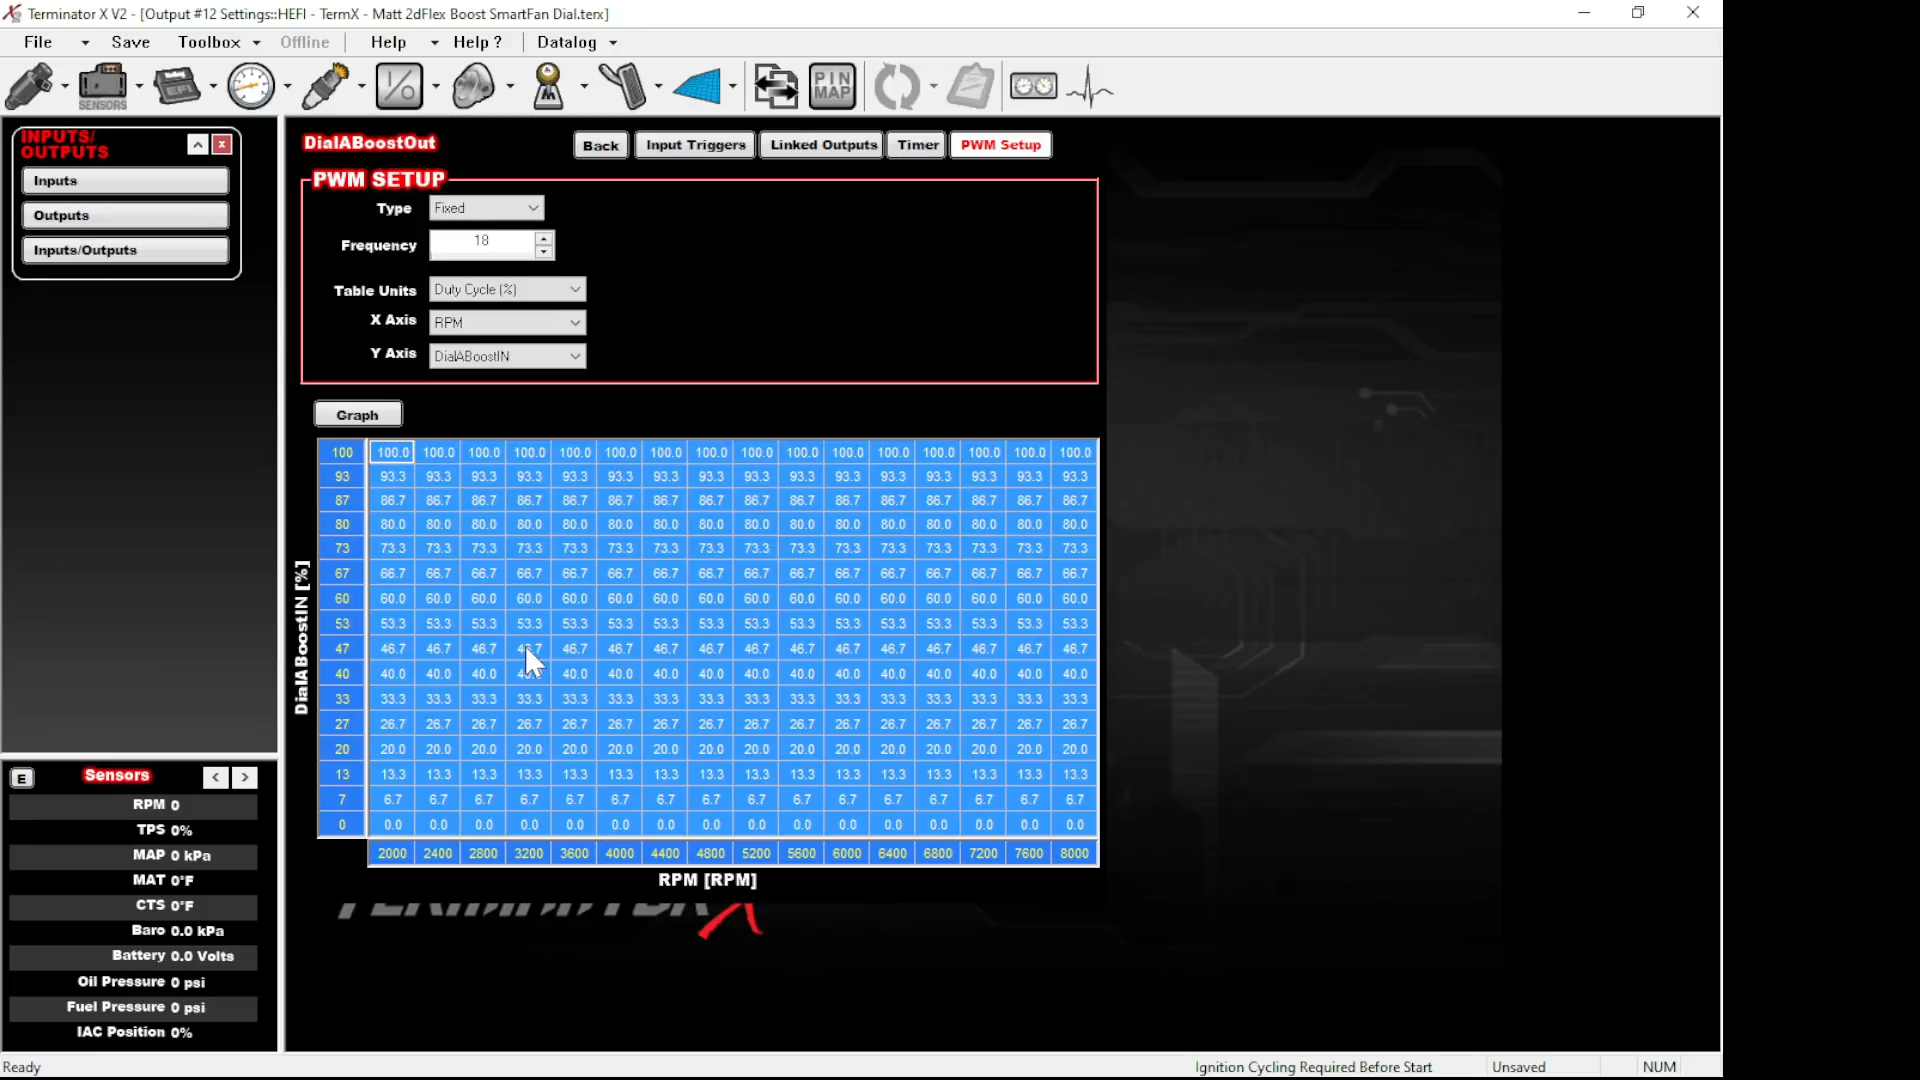 Terminator X V2 - [Output #12 Settings::HEFI - TermX - Matt 2dFlex Boost SmartFan Dial.terx]
File Save Toolbox Offline Help Help ? Datalog
SENSORS EFI I/O M PIN MAP
INPUTS/
OUTPUTS
Inputs
Outputs
Inputs/Outputs
DialABoostOut Back Input Triggers Linked Outputs Timer PWM Setup
PWM SETUP
Type Fixed
Frequency 18
Table Units Duty Cycle (%)
X Axis RPM
Y Axis DialABoostIN
Graph
DialABoostIN [%]
100 100.0 100.0 100.0 100.0 100.0 100.0 100.0 100.0 100.0 100.0 100.0 100.0 100.0 100.0 100.0 100.0
93 93.3 93.3 93.3 93.3 93.3 93.3 93.3 93.3 93.3 93.3 93.3 93.3 93.3 93.3 93.3 93.3
87 86.7 86.7 86.7 86.7 86.7 86.7 86.7 86.7 86.7 86.7 86.7 86.7 86.7 86.7 86.7 86.7
80 80.0 80.0 80.0 80.0 80.0 80.0 80.0 80.0 80.0 80.0 80.0 80.0 80.0 80.0 80.0 80.0
73 73.3 73.3 73.3 73.3 73.3 73.3 73.3 73.3 73.3 73.3 73.3 73.3 73.3 73.3 73.3 73.3
67 66.7 66.7 66.7 66.7 66.7 66.7 66.7 66.7 66.7 66.7 66.7 66.7 66.7 66.7 66.7 66.7
60 60.0 60.0 60.0 60.0 60.0 60.0 60.0 60.0 60.0 60.0 60.0 60.0 60.0 60.0 60.0 60.0
53 53.3 53.3 53.3 53.3 53.3 53.3 53.3 53.3 53.3 53.3 53.3 53.3 53.3 53.3 53.3 53.3
47 46.7 46.7 46.7 46.7 46.7 46.7 46.7 46.7 46.7 46.7 46.7 46.7 46.7 46.7 46.7
40 40.0 40.0 40.0 40.0 40.0 40.0 40.0 40.0 40.0 40.0 40.0 40.0 40.0 40.0 40.0
33 33.3 33.3 33.3 33.3 33.3 33.3 33.3 33.3 33.3 33.3 33.3 33.3 33.3 33.3 33.3 33.3
27 26.7 26.7 26.7 26.7 26.7 26.7 26.7 26.7 26.7 26.7 26.7 26.7 26.7 26.7 26.7 26.7
20 20.0 20.0 20.0 20.0 20.0 20.0 20.0 20.0 20.0 20.0 20.0 20.0 20.0 20.0 20.0 20.0
13 13.3 13.3 13.3 13.3 13.3 13.3 13.3 13.3 13.3 13.3 13.3 13.3 13.3 13.3 13.3 13.3
7 6.7 6.7 6.7 6.7 6.7 6.7 6.7 6.7 6.7 6.7 6.7 6.7 6.7 6.7 6.7 6.7
0 0.0 0.0 0.0 0.0 0.0 0.0 0.0 0.0 0.0 0.0 0.0 0.0 0.0 0.0 0.0 0.0
2000 2400 2800 3200 3600 4000 4400 4800 5200 5600 6000 6400 6800 7200 7600 8000
RPM [RPM]
E Sensors < >
RPM 0
TPS 0%
MAP 0 kPa
MAT 0°F
CTS 0°F
Baro 0.0 kPa
Battery 0.0 Volts
Oil Pressure 0 psi
Fuel Pressure 0 psi
IAC Position 0%
Ready Ignition Cycling Required Before Start Unsaved NUM